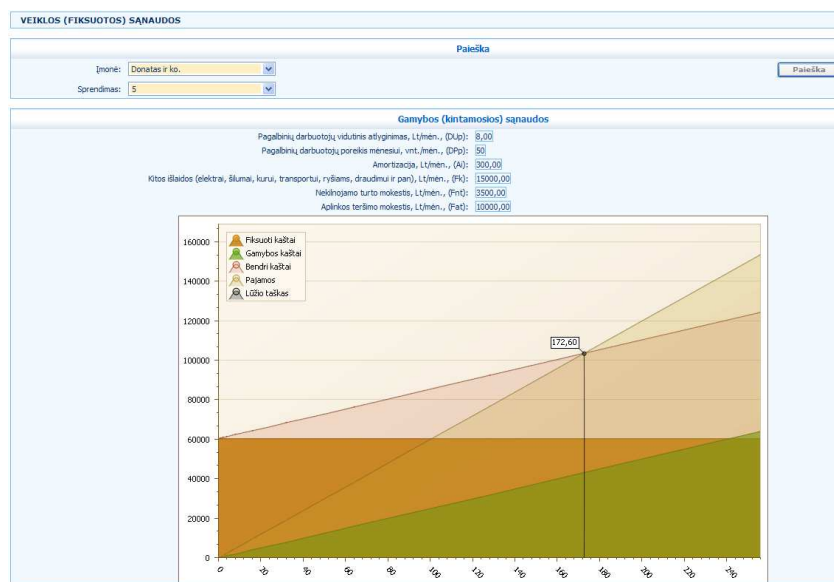 VEIKLOS (FIKSUOTOS) SĄNAUDOS
Paieška
Įmonė: Donatas ir ko.
Paieška
Sprendimas: 5
Gamybos (kintamosios) sąnaudos
Pagalbinių darbuotojų vidutinis atlyginimas, Lt/mėn., (DUp): 8,00
Pagalbinių darbuotojų poreikis mėnesiui, vnt./mėn., (DPp): 50
Amortizacija, Lt/mėn., (Ai): 300,00
Kitos išlaidos (elektrai, šilumai, kurui, transportui, ryšiams, draudimui ir pan), Lt/mėn., (Fk): 15000,00
Nekilnojamo turto mokestis, Lt/mėn., (Fnt): 3500,00
Aplinkos teršimo mokestis, Lt/mėn., (Fat): 10000,00
Fiksuoti kaštai
Gamybos kaštai
Bendri kaštai
Pajamos
Lūžio taškas
160000
140000
120000
100000
80000
60000
40000
20000
0
172,60
0 20 40 60 80 100 120 140 160 180 200 220 240